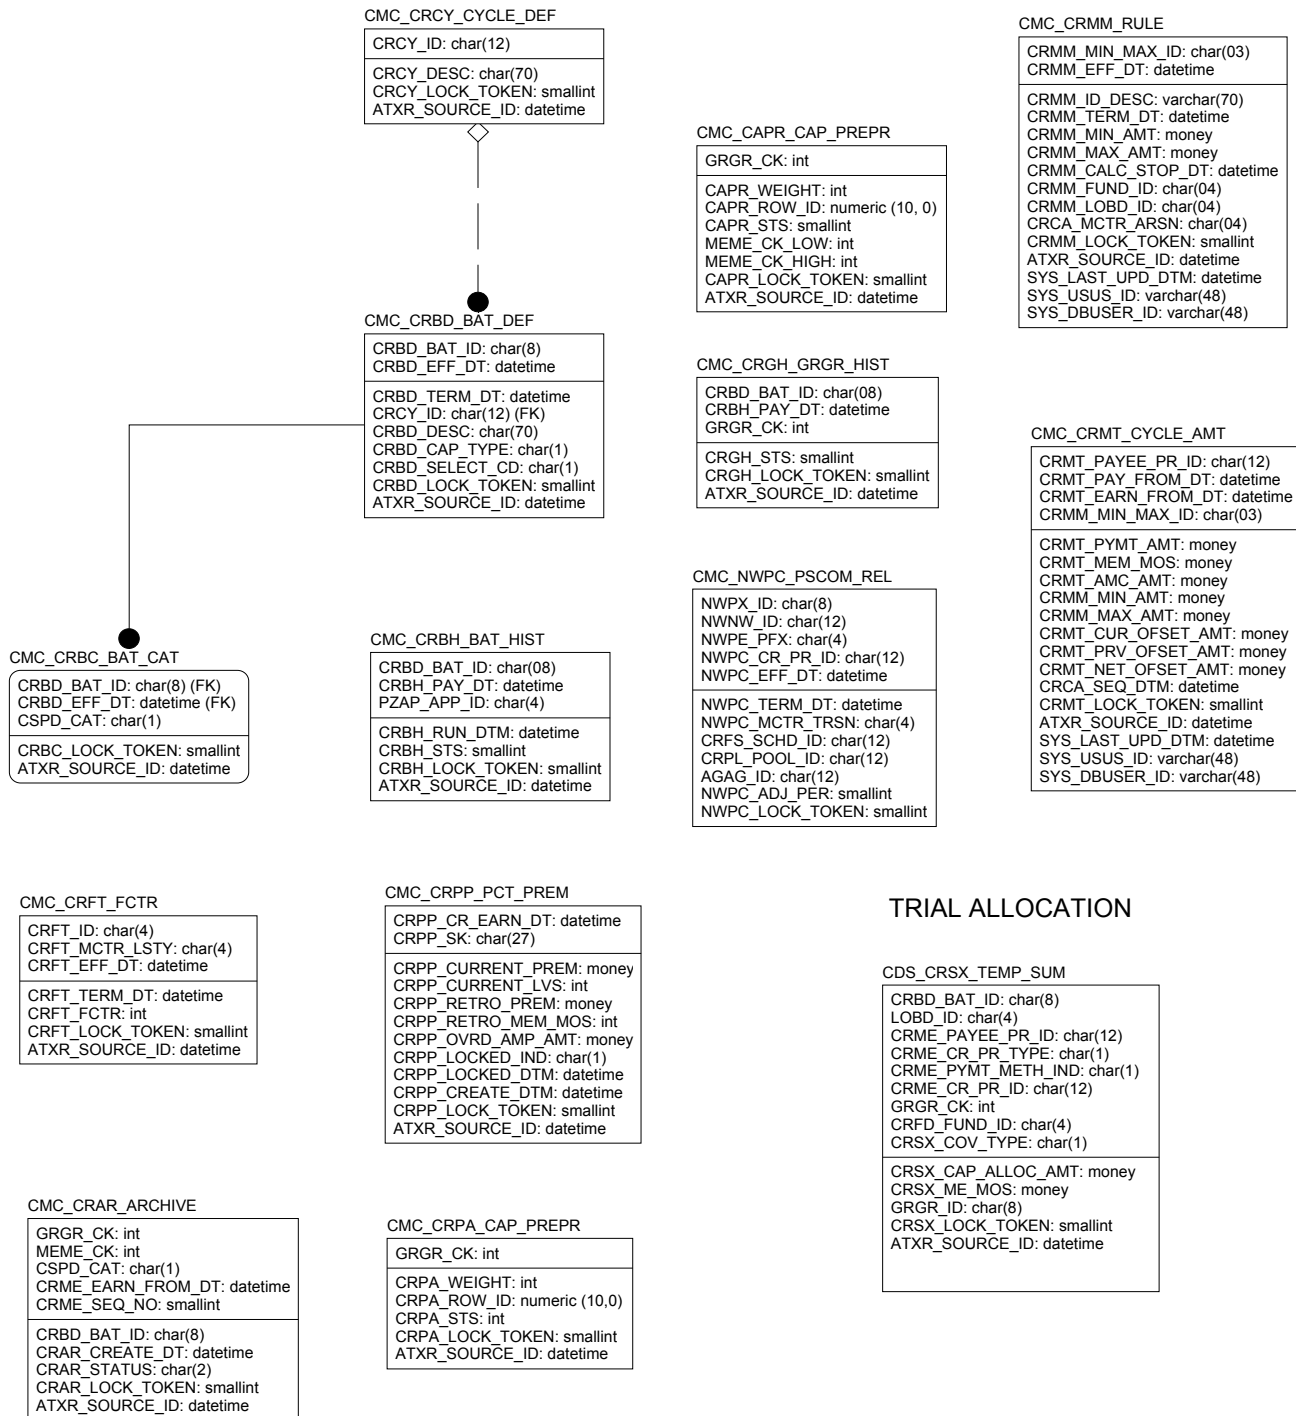 CMC_CRCY_CYCLE_DEF
CRCY_ID: char(12)
CRCY_DESC: char(70)
CRCY_LOCK_TOKEN: smallint
ATXR_SOURCE_ID: datetime
CMC_CRMM_RULE
CRMM_MIN_MAX_ID: char(03)
CRMM_EFF_DT: datetime
CRMM_ID_DESC: varchar(70)
CRMM_TERM_DT: datetime
CRMM_MIN_AMT: money
CRMM_MAX_AMT: money
CRMM_CALC_STOP_DT: datetime
CRMM_FUND_ID: char(04)
CRMM_LOBD_ID: char(04)
CRCA_MCTR_ARSN: char(04)
CRMM_LOCK_TOKEN: smallint
ATXR_SOURCE_ID: datetime
SYS_LAST_UPD_DTM: datetime
SYS_USUS_ID: varchar(48)
SYS_DBUSER_ID: varchar(48)
CMC_CAPR_CAP_PREPR
GRGR_CK: int
CAPR_WEIGHT: int
CAPR_ROW_ID: numeric (10, 0)
CAPR_STS: smallint
MEME_CK_LOW: int
MEME_CK_HIGH: int
CAPR_LOCK_TOKEN: smallint
ATXR_SOURCE_ID: datetime
CMC_CRBD_BAT_DEF
CRBD_BAT_ID: char(8)
CRBD_EFF_DT: datetime
CRBD_TERM_DT: datetime
CRCY_ID: char(12) (FK)
CRBD_DESC: char(70)
CRBD_CAP_TYPE: char(1)
CRBD_SELECT_CD: char(1)
CRBD_LOCK_TOKEN: smallint
ATXR_SOURCE_ID: datetime
CMC_CRGH_GRGR_HIST
CRBD_BAT_ID: char(08)
CRBH_PAY_DT: datetime
GRGR_CK: int
CRGH_STS: smallint
CRGH_LOCK_TOKEN: smallint
ATXR_SOURCE_ID: datetime
CMC_CRMT_CYCLE_AMT
CRMT_PAYEE_PR_ID: char(12)
CRMT_PAY_FROM_DT: datetime
CRMT_EARN_FROM_DT: datetime
CRMM_MIN_MAX_ID: char(03)
CRMT_PYMT_AMT: money
CRMT_MEM_MOS: money
CRMT_AMC_AMT: money
CRMM_MIN_AMT: money
CRMM_MAX_AMT: money
CRMT_CUR_OFSET_AMT: money
CRMT_PRV_OFSET_AMT: money
CRMT_NET_OFSET_AMT: money
CRCA_SEQ_DTM: datetime
CRMT_LOCK_TOKEN: smallint
ATXR_SOURCE_ID: datetime
SYS_LAST_UPD_DTM: datetime
SYS_USUS_ID: varchar(48)
SYS_DBUSER_ID: varchar(48)
CMC_CRBC_BAT_CAT
CRBD_BAT_ID: char(8) (FK)
CRBD_EFF_DT: datetime (FK)
CSPD_CAT: char(1)
CRBC_LOCK_TOKEN: smallint
ATXR_SOURCE_ID: datetime
CMC_CRBH_BAT_HIST
CRBD_BAT_ID: char(08)
CRBH_PAY_DT: datetime
PZAP_APP_ID: char(4)
CRBH_RUN_DTM: datetime
CRBH_STS: smallint
CRBH_LOCK_TOKEN: smallint
ATXR_SOURCE_ID: datetime
CMC_NWPC_PSCOM_REL
NWPX_ID: char(8)
NWNW_ID: char(12)
NWPE_PFX: char(4)
NWPC_CR_PR_ID: char(12)
NWPC_EFF_DT: datetime
NWPC_TERM_DT: datetime
NWPC_MCTR_TRSN: char(4)
CRFS_SCHD_ID: char(12)
CRPL_POOL_ID: char(12)
AGAG_ID: char(12)
NWPC_ADJ_PER: smallint
NWPC_LOCK_TOKEN: smallint
CMC_CRFT_FCTR
CRFT_ID: char(4)
CRFT_MCTR_LSTY: char(4)
CRFT_EFF_DT: datetime
CRFT_TERM_DT: datetime
CRFT_FCTR: int
CRFT_LOCK_TOKEN: smallint
ATXR_SOURCE_ID: datetime
CMC_CRPP_PCT_PREM
CRPP_CR_EARN_DT: datetime
CRPP_SK: char(27)
CRPP_CURRENT_PREM: money
CRPP_CURRENT_LVS: int
CRPP_RETRO_PREM: money
CRPP_RETRO_MEM_MOS: int
CRPP_OVRD_AMP_AMT: money
CRPP_LOCKED_IND: char(1)
CRPP_LOCKED_DTM: datetime
CRPP_CREATE_DTM: datetime
CRPP_LOCK_TOKEN: smallint
ATXR_SOURCE_ID: datetime
TRIAL ALLOCATION
CDS_CRSX_TEMP_SUM
CRBD_BAT_ID: char(8)
LOBD_ID: char(4)
CRME_PAYEE_PR_ID: char(12)
CRME_CR_PR_TYPE: char(1)
CRME_PYMT_METH_IND: char(1)
CRME_CR_PR_ID: char(12)
GRGR_CK: int
CRFD_FUND_ID: char(4)
CRSX_COV_TYPE: char(1)
CRSX_CAP_ALLOC_AMT: money
CRSX_ME_MOS: money
GRGR_ID: char(8)
CRSX_LOCK_TOKEN: smallint
ATXR_SOURCE_ID: datetime
CMC_CRAR_ARCHIVE
GRGR_CK: int
MEME_CK: int
CSPD_CAT: char(1)
CRME_EARN_FROM_DT: datetime
CRME_SEQ_NO: smallint
CRBD_BAT_ID: char(8)
CRAR_CREATE_DT: datetime
CRAR_STATUS: char(2)
CRAR_LOCK_TOKEN: smallint
ATXR_SOURCE_ID: datetime
CMC_CRPA_CAP_PREPR
GRGR_CK: int
CRPA_WEIGHT: int
CRPA_ROW_ID: numeric (10,0)
CRPA_STS: int
CRPA_LOCK_TOKEN: smallint
ATXR_SOURCE_ID: datetime